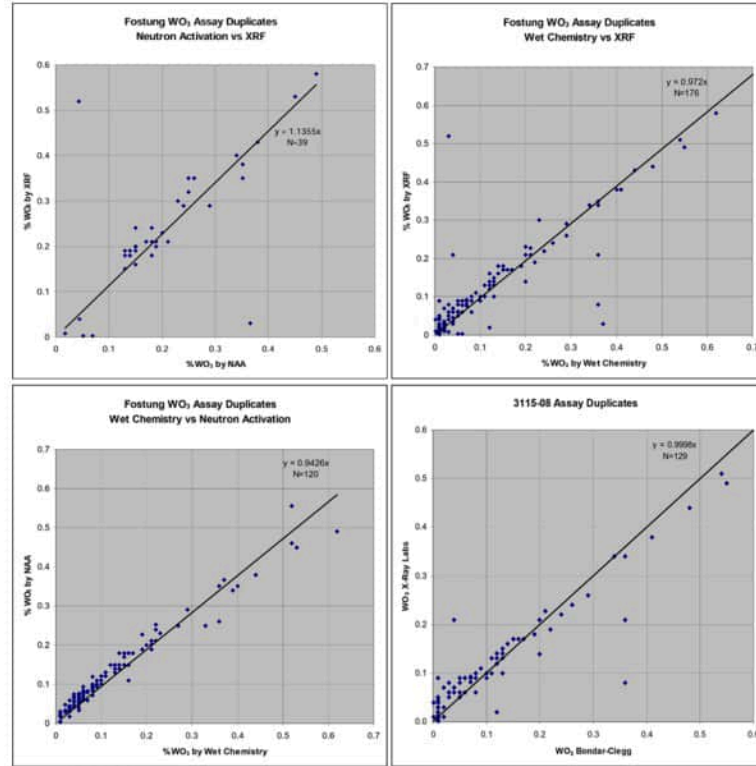 Fostung WO₃ Assay Duplicates
Neutron Activation vs XRF
% WO₃ by XRF
0.6
0.5
0.4
0.3
0.2
0.1
0
y = 1.1355x
N=39
0 0.1 0.2 0.3 0.4 0.5 0.6
%WO₃ by NAA
Fostung WO₃ Assay Duplicates
Wet Chemistry vs XRF
% WO₃ by XRF
0.7
0.6
0.5
0.4
0.3
0.2
0.1
0
y = 0.972x
N=176
0 0.1 0.2 0.3 0.4 0.5 0.6 0.7
%WO₃ by Wet Chemistry
Fostung WO₃ Assay Duplicates
Wet Chemistry vs Neutron Activation
% WO₃ by NAA
0.7
0.6
0.5
0.4
0.3
0.2
0.1
0
y = 0.9426x
N=120
0 0.1 0.2 0.3 0.4 0.5 0.6 0.7
%WO₃ by Wet Chemistry
3115-08 Assay Duplicates
WO₃ X-Ray Labs
0.6
0.5
0.4
0.3
0.2
0.1
0.0
y = 0.9998x
N=129
0.0 0.1 0.2 0.3 0.4 0.5 0.6
WO₃ Bondar-Clegg